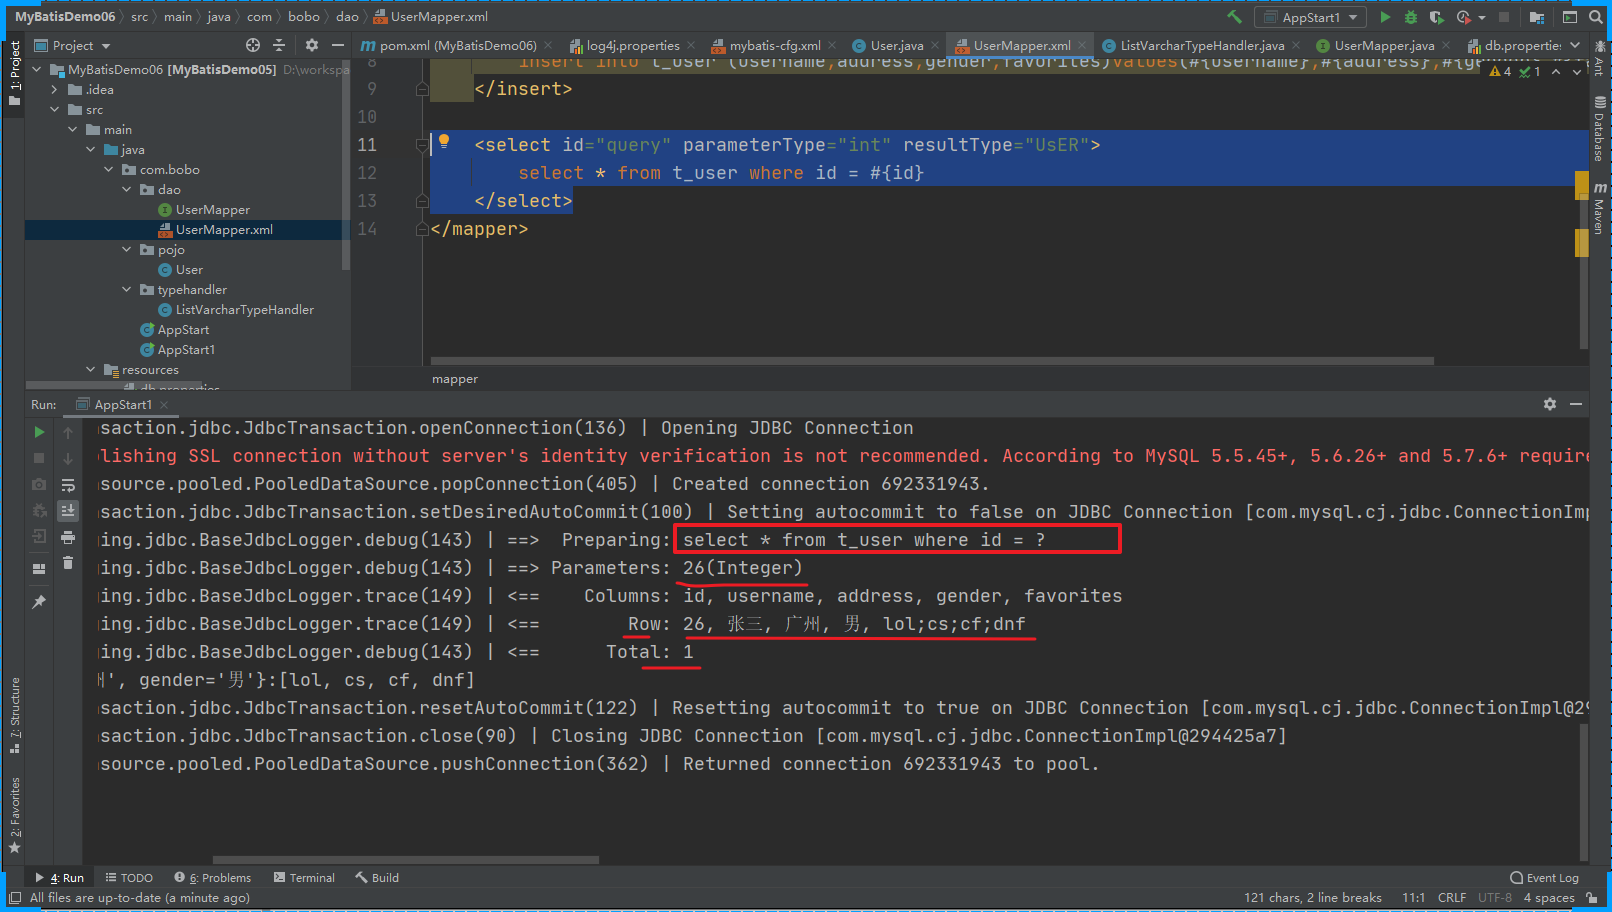 MyBatisDemo06 src main java com bobo dao UserMapper.xml
AppStart1
1: Project
Project
pom.xml (MyBatisDemo06)
log4j.properties
mybatis-cfg.xml
User.java
UserMapper.xml
ListVarcharTypeHandler.java
UserMapper.java
db.properties
MyBatisDemo06 [MyBatisDemo05] D:\workspa
.idea
src
main
java
com.bobo
dao
UserMapper
UserMapper.xml
pojo
User
typehandler
ListVarcharTypeHandler
AppStart
AppStart1
resources
db.properties
8 insert into t_user (username,address,gender,favorites)values(#{username},#{address},#{gender},#{f
4 1
9 </insert>
10
11 <select id="query" parameterType="int" resultType="UsER">
12 select * from t_user where id = #{id}
13 </select>
14 </mapper>
mapper
Ant
Database
Maven
Run: AppStart1
saction.jdbc.JdbcTransaction.openConnection(136) | Opening JDBC Connection
lishing SSL connection without server's identity verification is not recommended. According to MySQL 5.5.45+, 5.6.26+ and 5.7.6+ require
source.pooled.PooledDataSource.popConnection(405) | Created connection 692331943.
saction.jdbc.JdbcTransaction.setDesiredAutoCommit(100) | Setting autocommit to false on JDBC Connection [com.mysql.cj.jdbc.ConnectionImp
ing.jdbc.BaseJdbcLogger.debug(143) | ==>  Preparing: select * from t_user where id = ?
ing.jdbc.BaseJdbcLogger.debug(143) | ==> Parameters: 26(Integer)
ing.jdbc.BaseJdbcLogger.trace(149) | <==    Columns: id, username, address, gender, favorites
ing.jdbc.BaseJdbcLogger.trace(149) | <==        Row: 26, 张三, 广州, 男, lol;cs;cf;dnf
ing.jdbc.BaseJdbcLogger.debug(143) | <==      Total: 1
州', gender='男'}:[lol, cs, cf, dnf]
saction.jdbc.JdbcTransaction.resetAutoCommit(122) | Resetting autocommit to true on JDBC Connection [com.mysql.cj.jdbc.ConnectionImpl@29
saction.jdbc.JdbcTransaction.close(90) | Closing JDBC Connection [com.mysql.cj.jdbc.ConnectionImpl@294425a7]
source.pooled.PooledDataSource.pushConnection(362) | Returned connection 692331943 to pool.
7: Structure
2: Favorites
4: Run TODO 6: Problems Terminal Build Event Log
All files are up-to-date (a minute ago) 121 chars, 2 line breaks 11:1 CRLF UTF-8 4 spaces